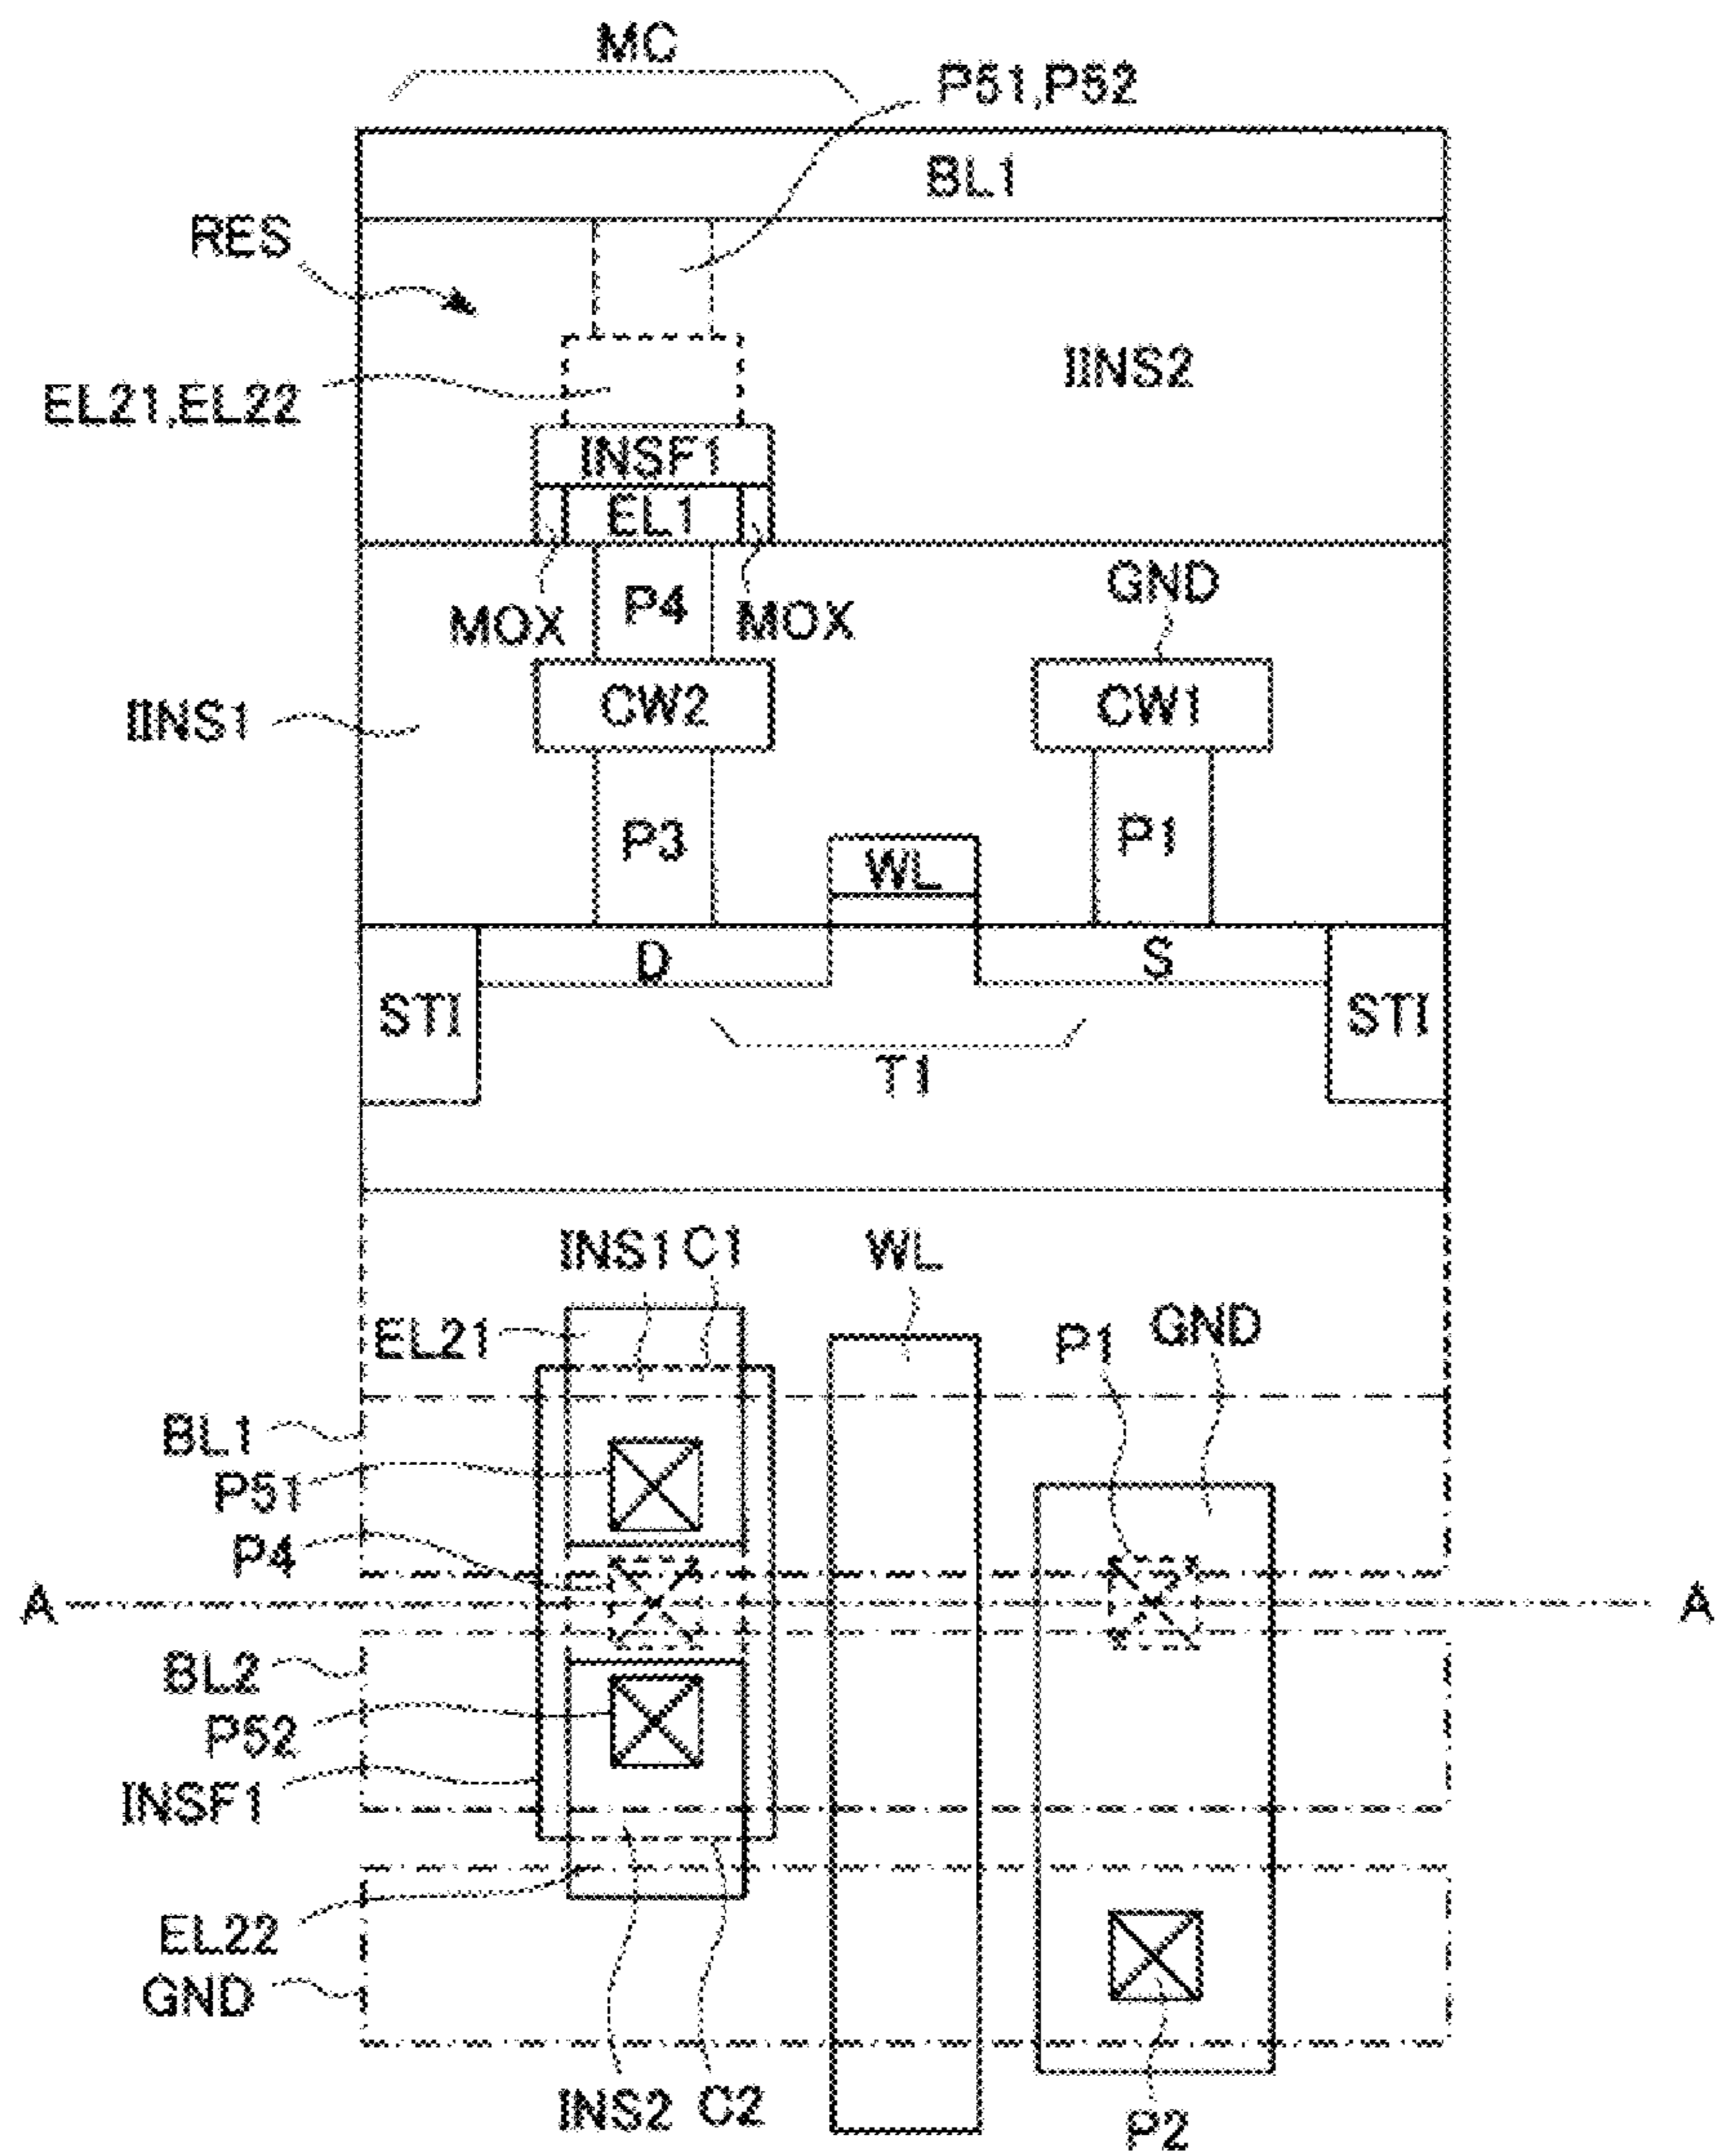 MC
P51,P52
BL1
RES
IINS2
EL21,EL22
INSF1
EL1
MOX
P4
MOX
GND
IINS1
CW2
CW1
P3
WL
P1
D
S
STI
STI
T1
INS1
C1
WL
EL21
P1
GND
BL1
P51
P4
A
A
BL2
P52
INSF1
EL22
GND
INS2
C2
P2